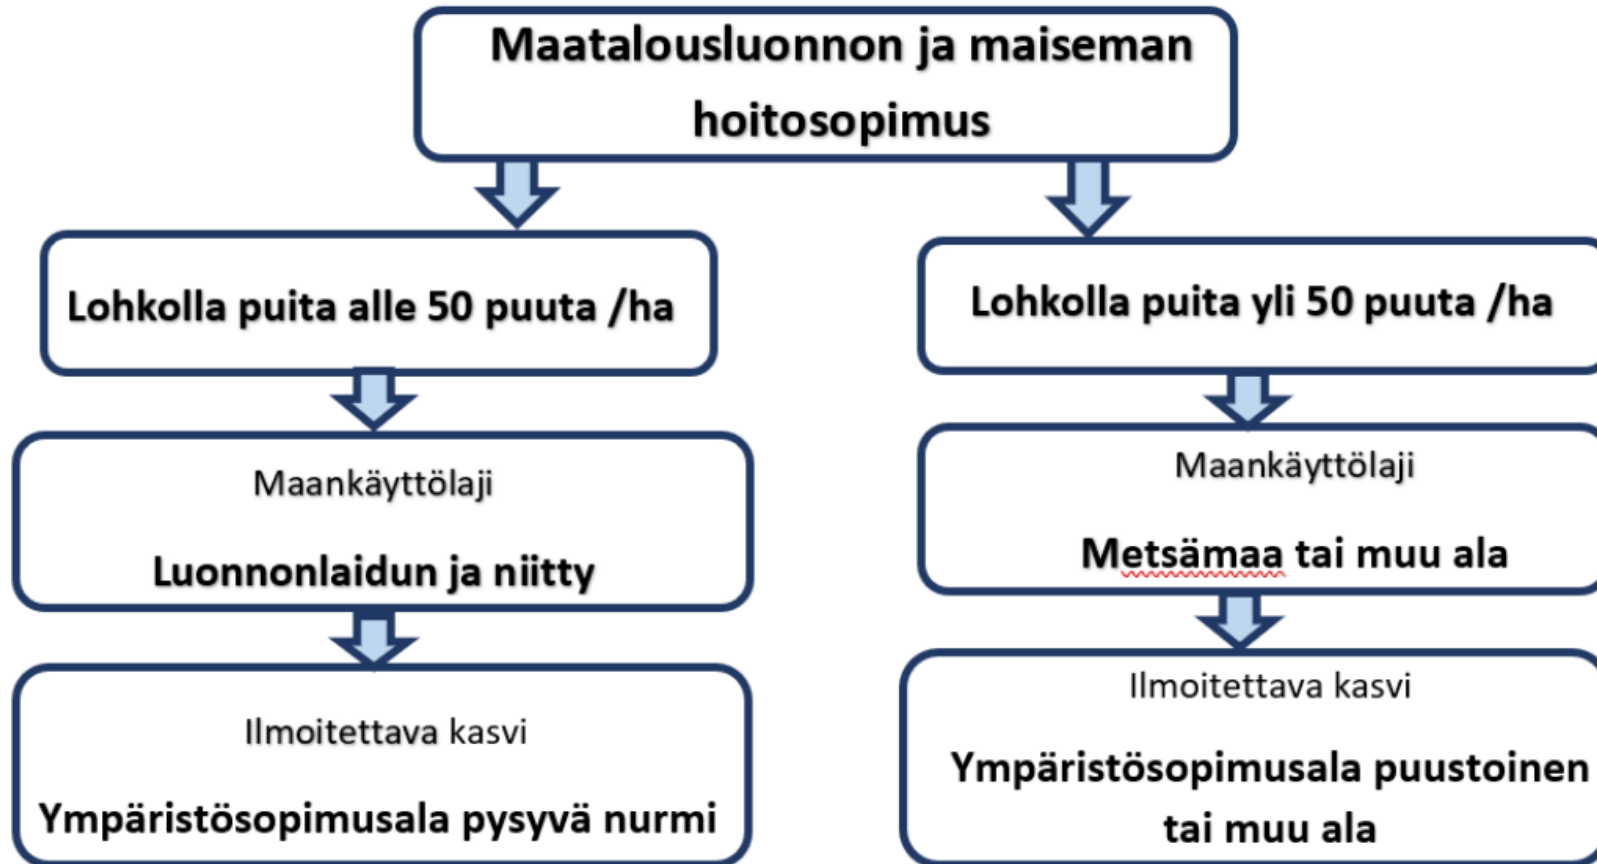 Maatalousluonnon ja maiseman
hoitosopimus
Lohkolla puita alle 50 puuta /ha
Maankäyttölaji
Luonnonlaidun ja niitty
Ilmoitettava kasvi
Ympäristösopimusala pysyvä nurmi
Lohkolla puita yli 50 puuta /ha
Maankäyttölaji
Metsämaa tai muu ala
Ilmoitettava kasvi
Ympäristösopimusala puustoinen
tai muu ala